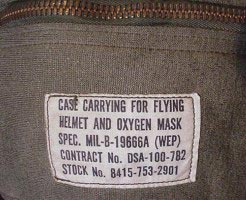 CASE CARRYING FOR FLYING
HELMET AND OXYGEN MASK
SPEC. MIL-B-19666A (WEP)
CONTRACT No. DSA-100-782
STOCK No. 8415-753-2901